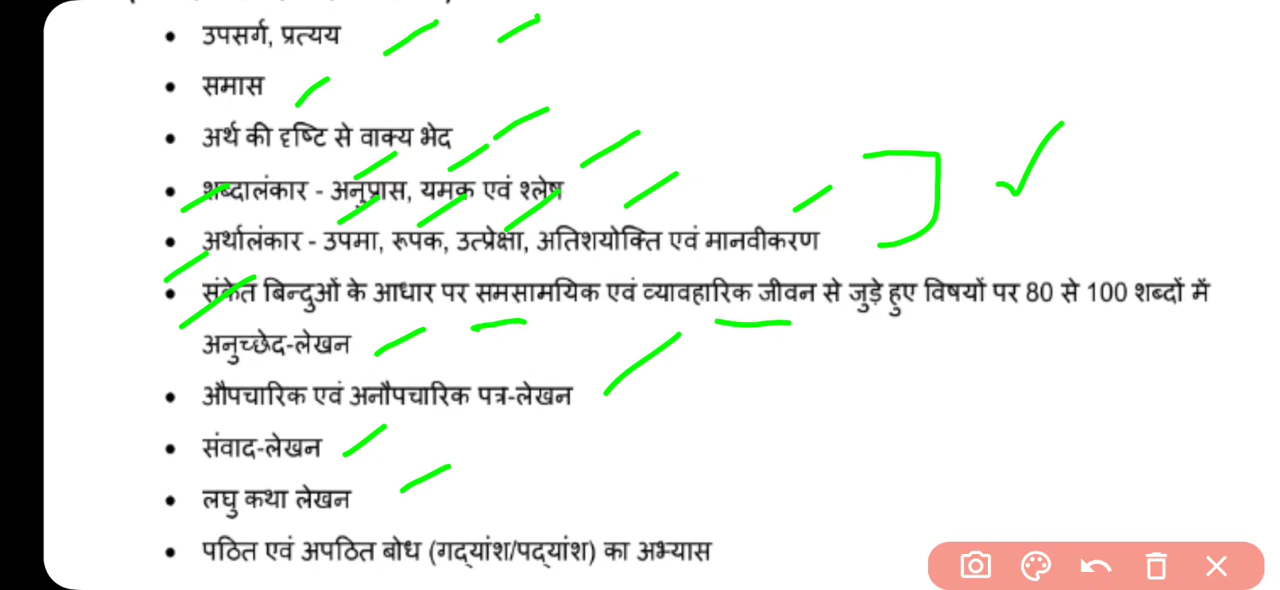 • उपसर्ग, प्रत्यय
• समास
• अर्थ की दृष्टि से वाक्य भेद
• शब्दालंकार - अनुप्रास, यमक एवं श्लेष
• अर्थालंकार - उपमा, रूपक, उत्प्रेक्षा, अतिशयोक्ति एवं मानवीकरण
• संकेत बिन्दुओं के आधार पर समसामयिक एवं व्यावहारिक जीवन से जुड़े हुए विषयों पर 80 से 100 शब्दों में
अनुच्छेद-लेखन
• औपचारिक एवं अनौपचारिक पत्र-लेखन
• संवाद-लेखन
• लघु कथा लेखन
• पठित एवं अपठित बोध (गद्यांश/पद्यांश) का अभ्यास